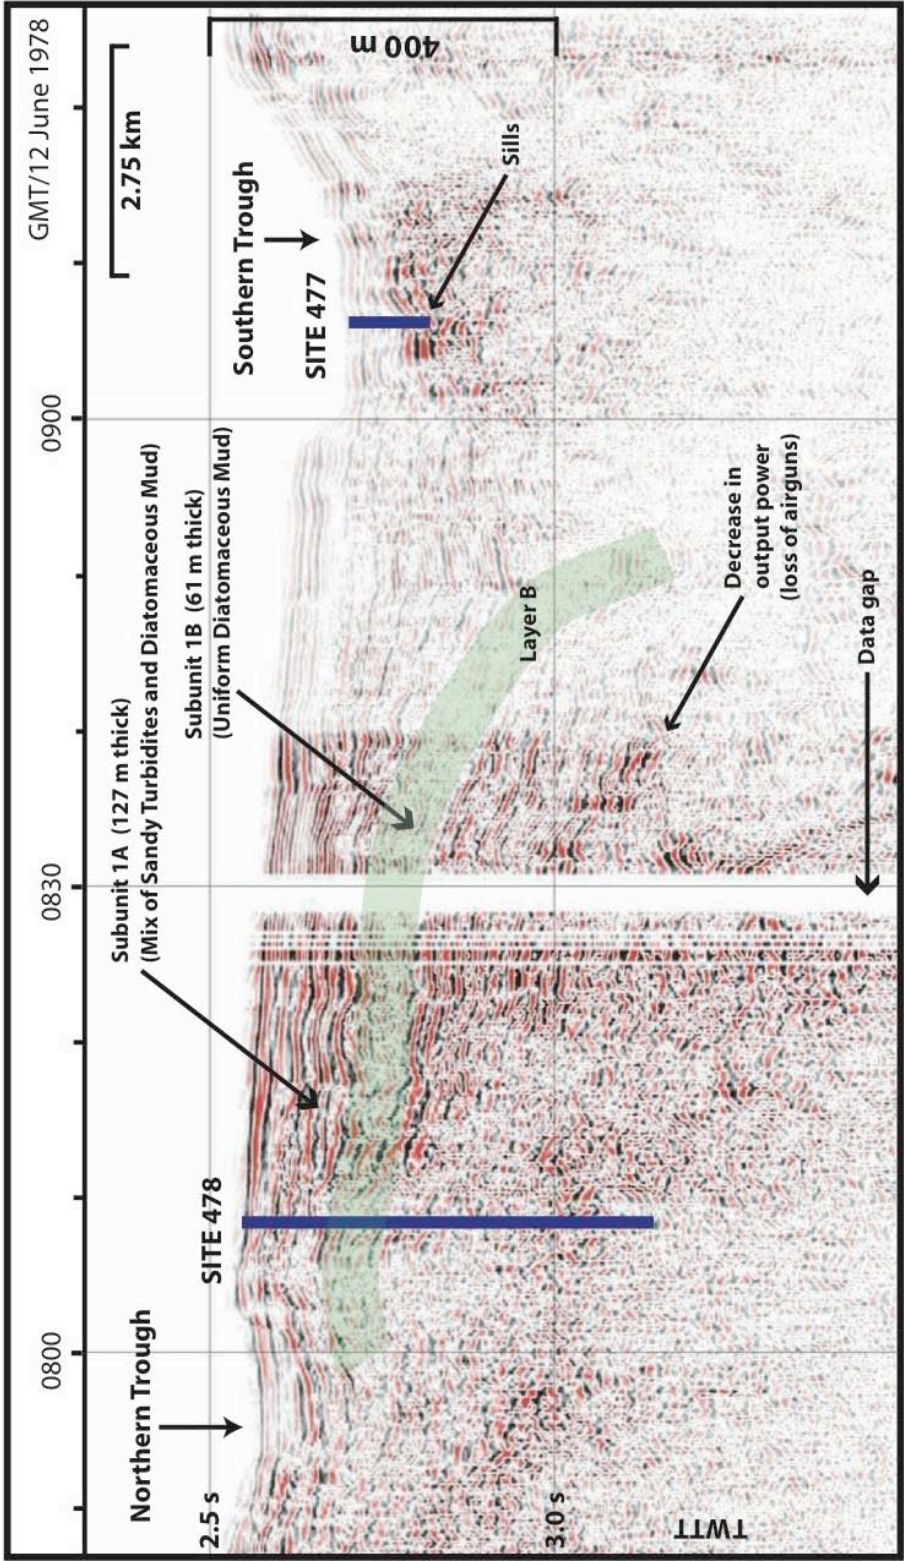 GMT/12 June 1978
0800
0830
0900
2.75 km
400 m
Northern Trough
SITE 478
Subunit 1A (127 m thick)
(Mix of Sandy Turbidites and Diatomaceous Mud)
Subunit 1B (61 m thick)
(Uniform Diatomaceous Mud)
Southern Trough
SITE 477
Sills
Layer B
Decrease in
output power
(loss of airguns)
Data gap
2.5 s
3.0 s
TWTT